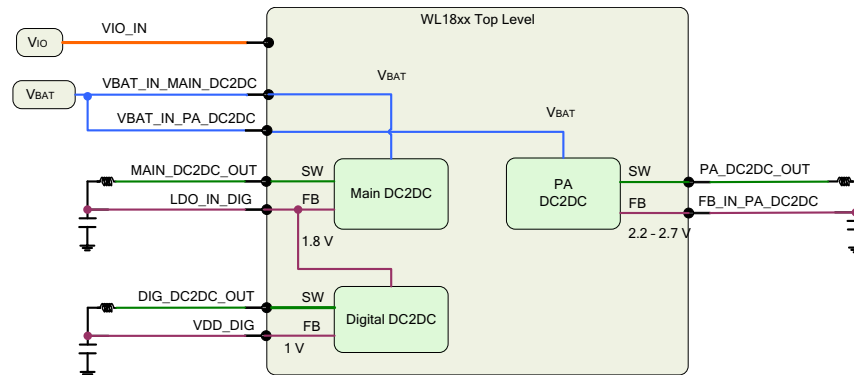 WL18xx Top Level
VIO
VIO_IN
VBAT
VBAT_IN_MAIN_DC2DC
VBAT
VBAT_IN_PA_DC2DC
VBAT
MAIN_DC2DC_OUT
SW
Main DC2DC
LDO_IN_DIG
FB
1.8 V
PA
DC2DC
SW
PA_DC2DC_OUT
FB
FB_IN_PA_DC2DC
2.2 – 2.7 V
DIG_DC2DC_OUT
SW
Digital DC2DC
VDD_DIG
FB
1 V